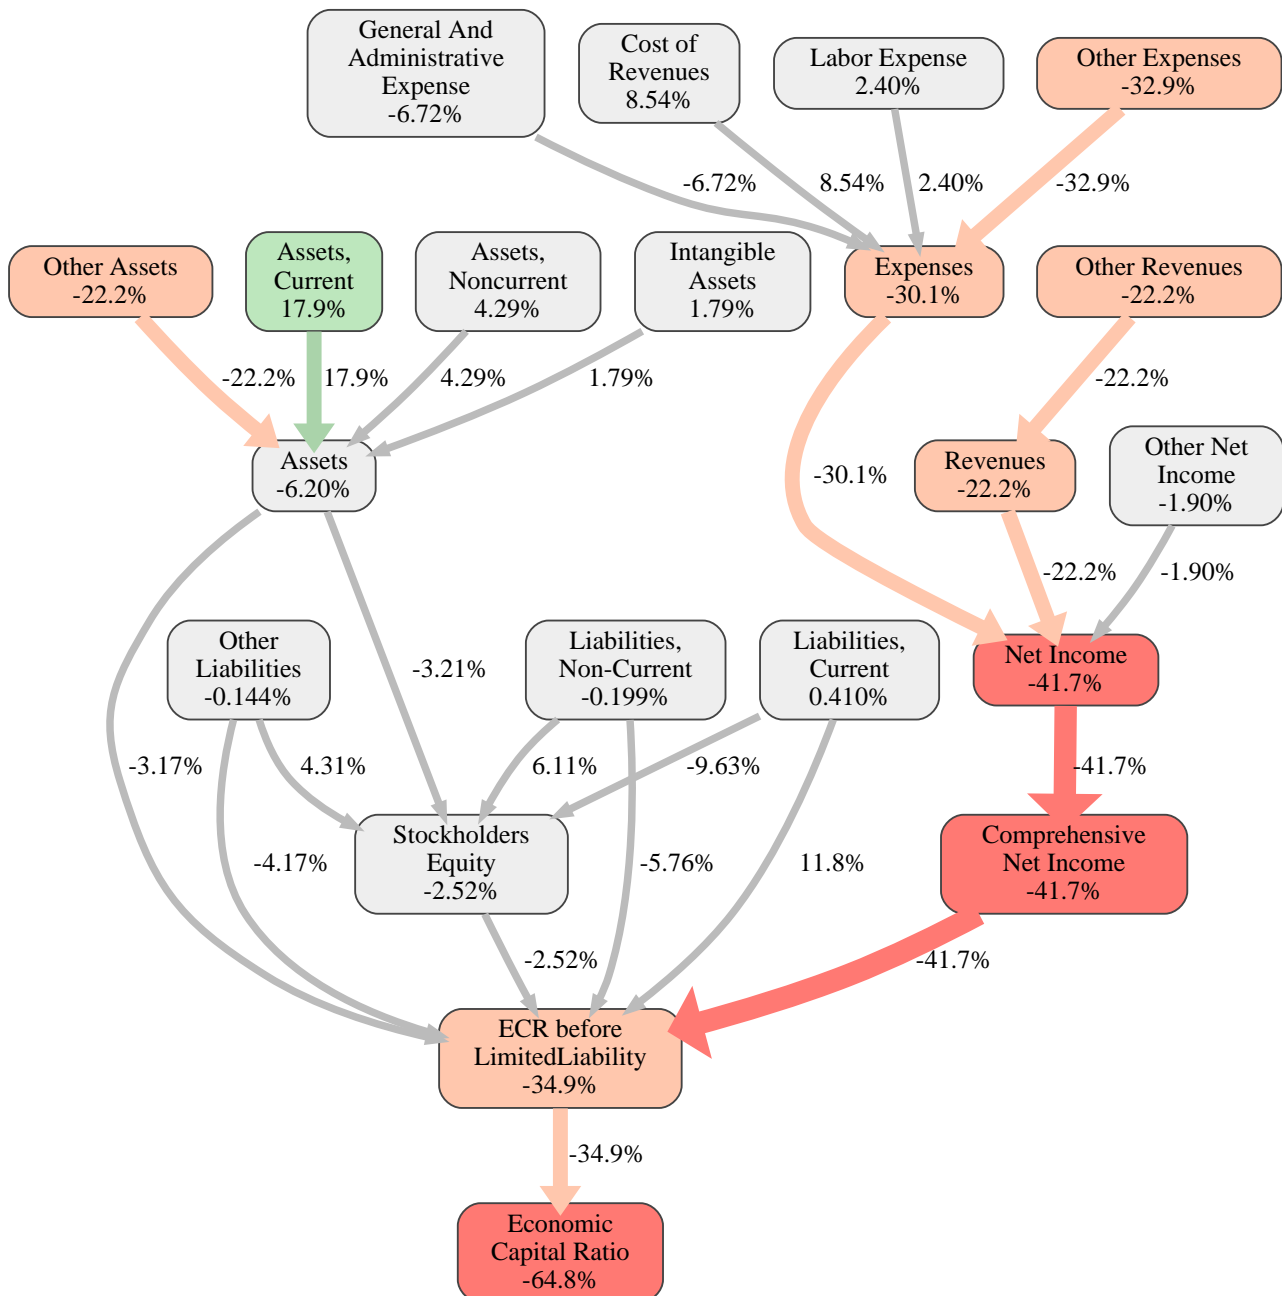 General And
Administrative
Expense
-6.72%
Cost of
Revenues
8.54%
Labor Expense
2.40%
Other Expenses
-32.9%
-6.72%
8.54%
2.40%
-32.9%
Other Assets
-22.2%
Assets,
Current
17.9%
Assets,
Noncurrent
4.29%
Intangible
Assets
1.79%
Expenses
-30.1%
Other Revenues
-22.2%
-22.2%
17.9%
4.29%
1.79%
-22.2%
Assets
-6.20%
-30.1%
Revenues
-22.2%
Other Net
Income
-1.90%
-22.2%
-1.90%
Other
Liabilities
-0.144%
-3.21%
Liabilities,
Non-Current
-0.199%
Liabilities,
Current
0.410%
Net Income
-41.7%
-3.17%
4.31%
6.11%
-9.63%
-41.7%
Stockholders
Equity
-2.52%
Comprehensive
Net Income
-41.7%
-4.17%
-5.76%
11.8%
-2.52%
-41.7%
ECR before
LimitedLiability
-34.9%
-34.9%
Economic
Capital Ratio
-64.8%